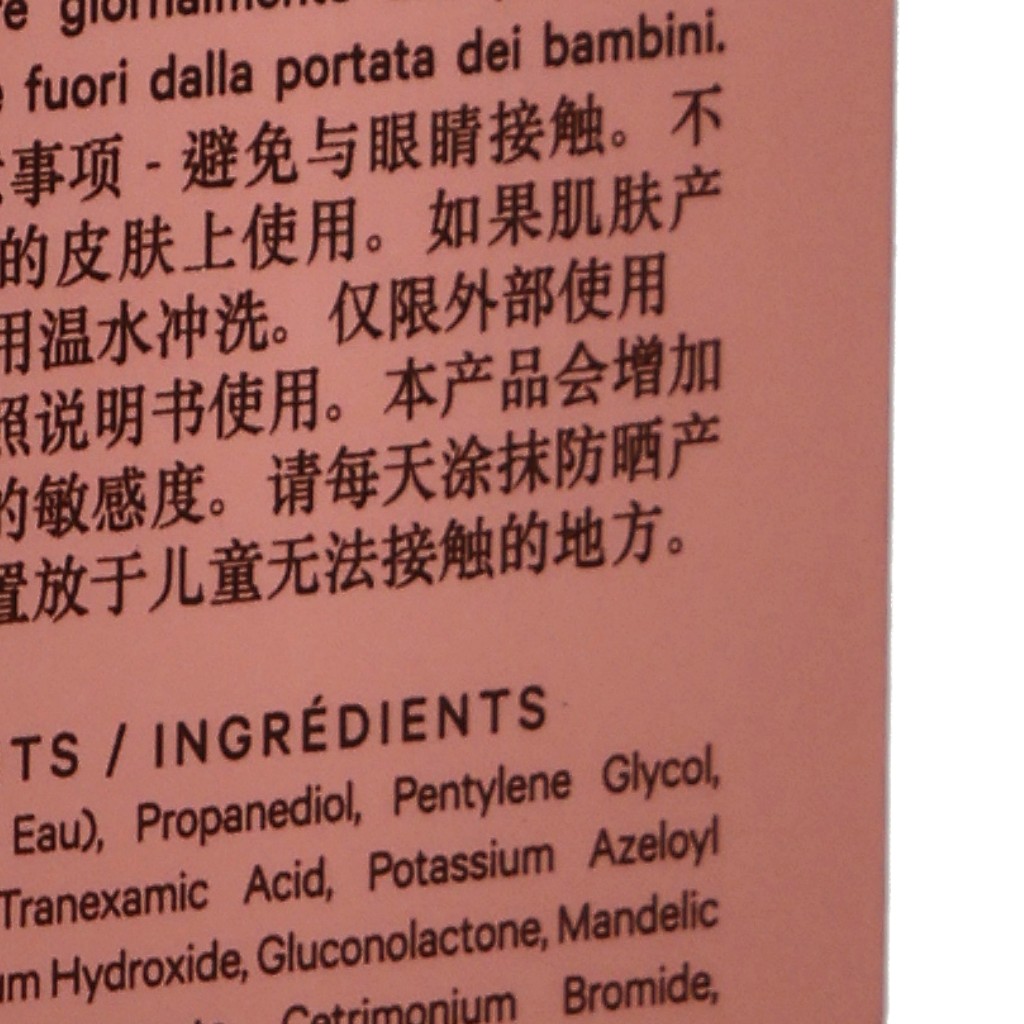 giornalmente
fuori dalla portata dei bambini.
事项 - 避免与眼睛接触。不
的皮肤上使用。如果肌肤产
用温水冲洗。仅限外部使用
照说明书使用。本产品会增加
的敏感度。请每天涂抹防晒产
置放于儿童无法接触的地方。
TS / INGRÉDIENTS
Eau), Propanediol, Pentylene Glycol,
Tranexamic Acid, Potassium Azeloyl
um Hydroxide, Gluconolactone, Mandelic
Cetrimonium Bromide,